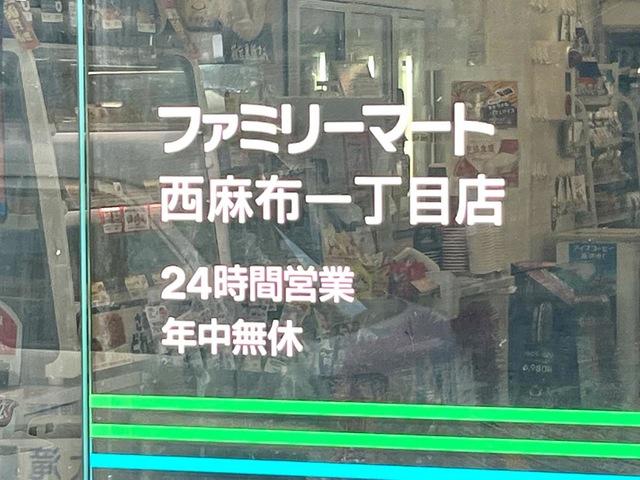 ファミリーマート
西麻布一丁目店
24時間営業
年中無休